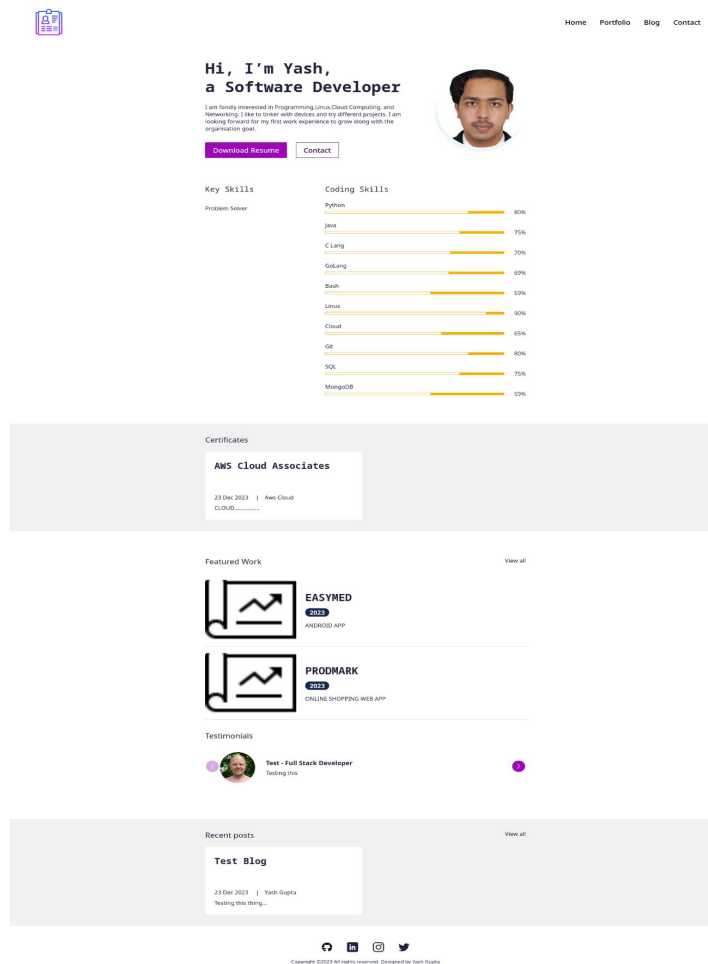 Home Portfolio Blog Contact
Hi, I’m Yash,
a Software Developer
I am fondly interested in Programming,Linux,Cloud Computing, and
Networking. I like to tinker with devices and try different projects. I am
looking forward for my first work experience to grow along with the
organisation goal.
Download Resume Contact
Key Skills
Problem Solver
Coding Skills
Python
80%
Java
75%
C Lang
70%
GoLang
69%
Bash
59%
Linux
90%
Cloud
65%
Git
80%
SQL
75%
MongoDB
59%
Certificates
AWS Cloud Associates
23 Dec 2023 | Aws Cloud
CLOUD...............
Featured Work View all
EASYMED
2023
ANDROID APP
PRODMARK
2023
ONLINE SHOPPING WEB APP
Testimonials
Test - Full Stack Developer
Testing this
Recent posts View all
Test Blog
23 Dec 2023 | Yash Gupta
Testing this thing...
Copyright ©2023 All rights reserved. Designed by Yash Gupta